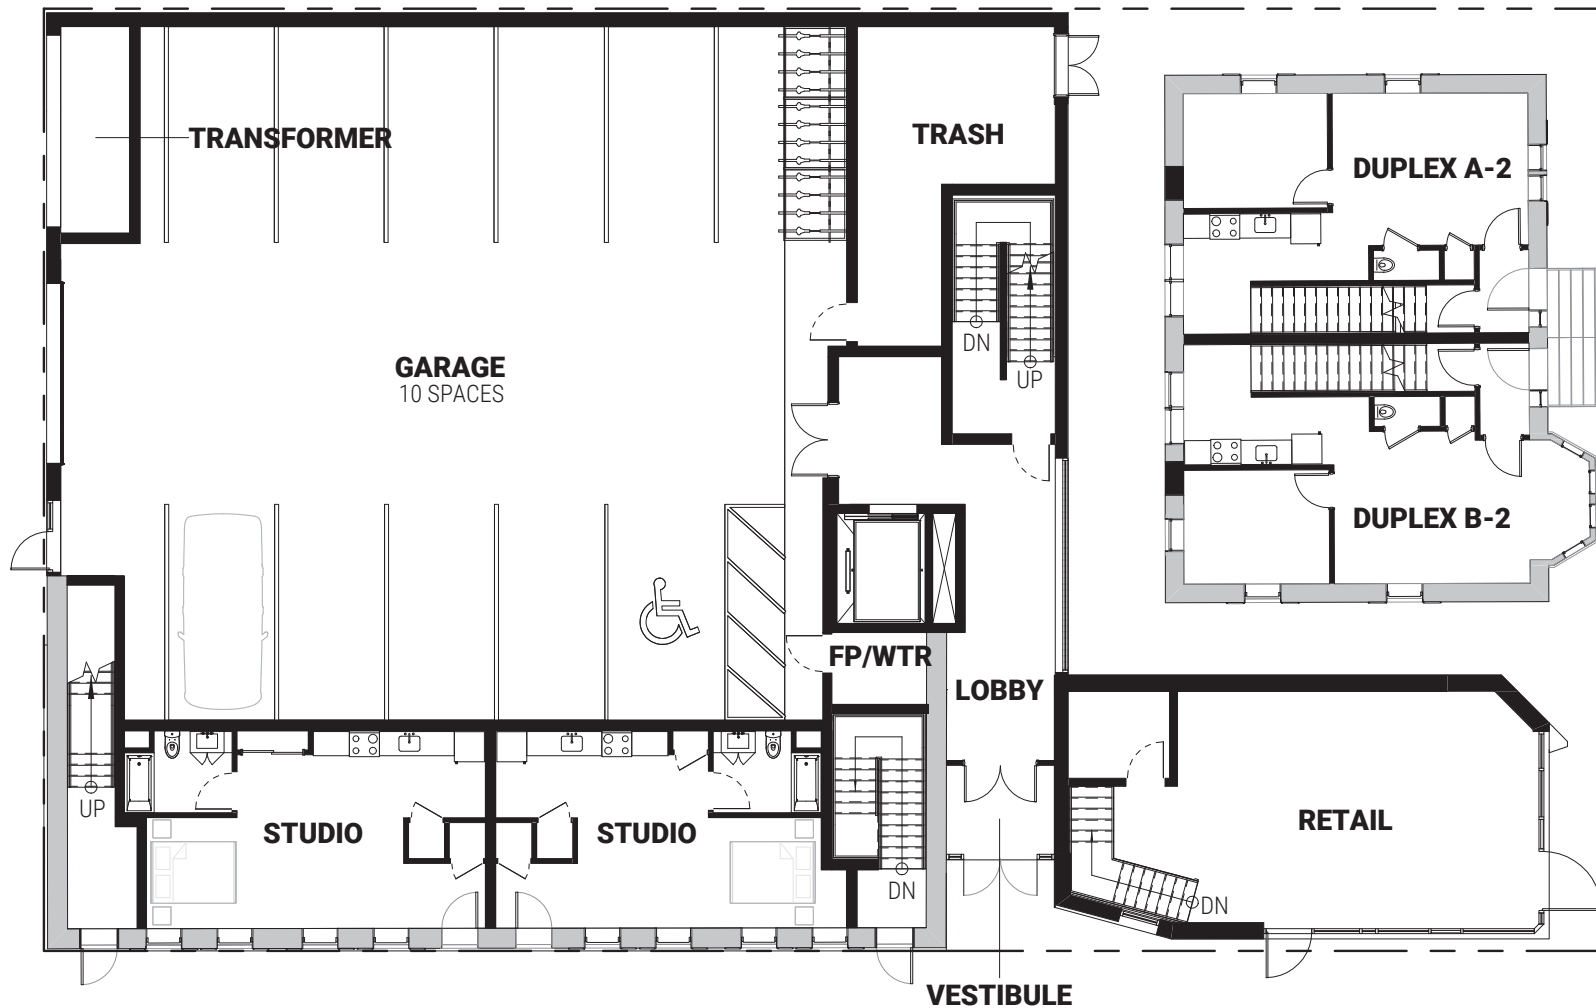 TRANSFORMER
TRASH
DUPLEX A-2
DN
UP
GARAGE
10 SPACES
DUPLEX B-2
FP/WTR
LOBBY
UP
STUDIO
STUDIO
RETAIL
DN
DN
VESTIBULE